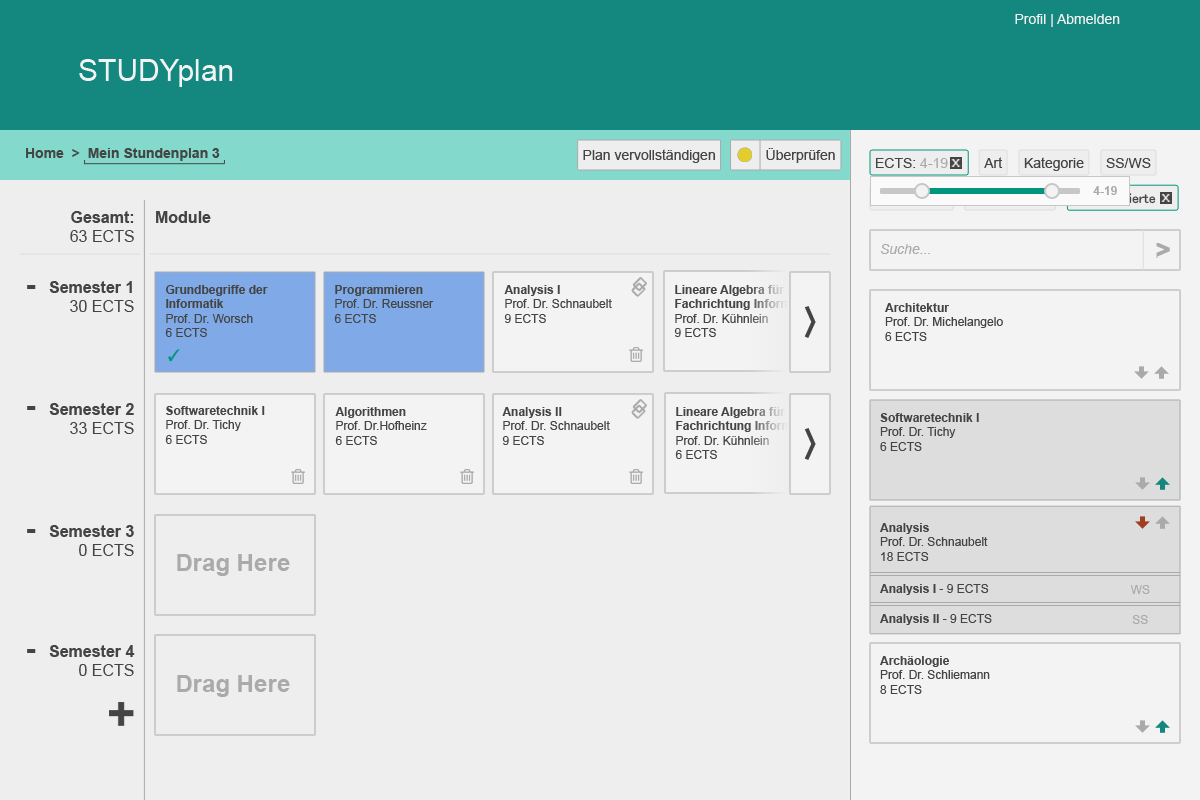 Profil | Abmelden
STUDYplan
Home > Mein Stundenplan 3
Plan vervollständigen
Überprüfen
Gesamt:
63 ECTS
Module
- Semester 1
30 ECTS
Grundbegriffe der
Informatik
Prof. Dr. Worsch
6 ECTS
✓
Programmieren
Prof. Dr. Reussner
6 ECTS
Analysis I
Prof. Dr. Schnaubelt
9 ECTS
Lineare Algebra für
Fachrichtung Infor
Prof. Dr. Kühnlein
9 ECTS
- Semester 2
33 ECTS
Softwaretechnik I
Prof. Dr. Tichy
6 ECTS
Algorithmen
Prof. Dr.Hofheinz
6 ECTS
Analysis II
Prof. Dr. Schnaubelt
9 ECTS
Lineare Algebra für
Fachrichtung Infor
Prof. Dr. Kühnlein
6 ECTS
- Semester 3
0 ECTS
Drag Here
- Semester 4
0 ECTS
Drag Here
ECTS: 4-19
Art
Kategorie
SS/WS
4-19
ierte
Suche...
>
Architektur
Prof. Dr. Michelangelo
6 ECTS
Softwaretechnik I
Prof. Dr. Tichy
6 ECTS
Analysis
Prof. Dr. Schnaubelt
18 ECTS
Analysis I - 9 ECTS WS
Analysis II - 9 ECTS SS
Archäologie
Prof. Dr. Schliemann
8 ECTS